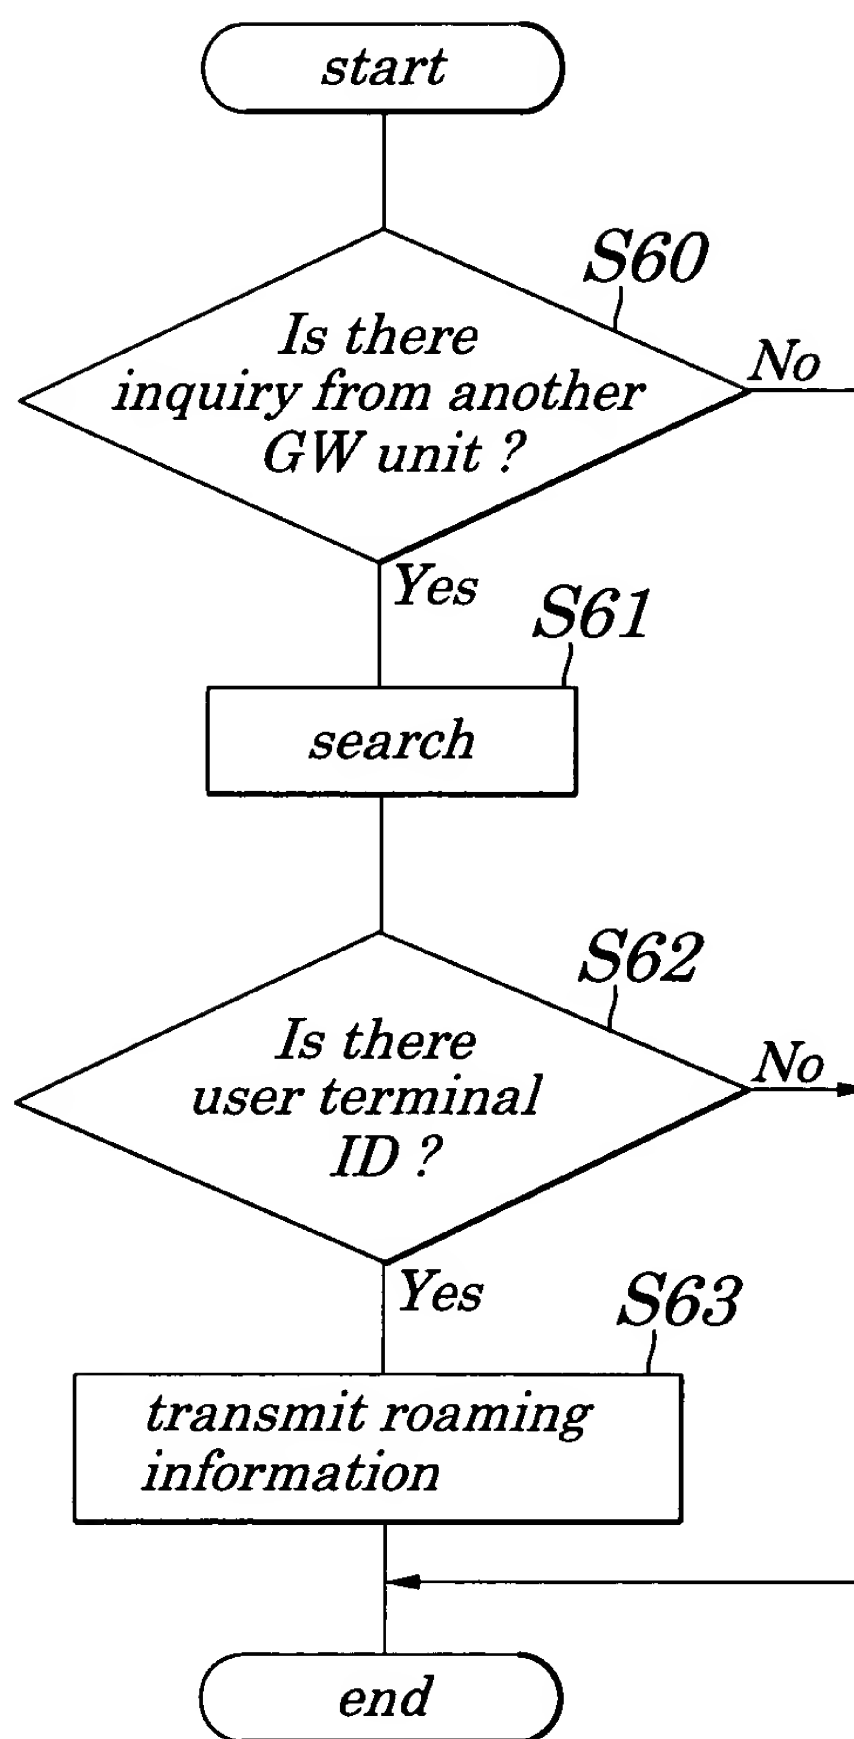 start
S60
Is there
inquiry from another
GW unit ?
No
Yes
S61
search
S62
Is there
user terminal
ID ?
No
Yes
S63
transmit roaming
information
end